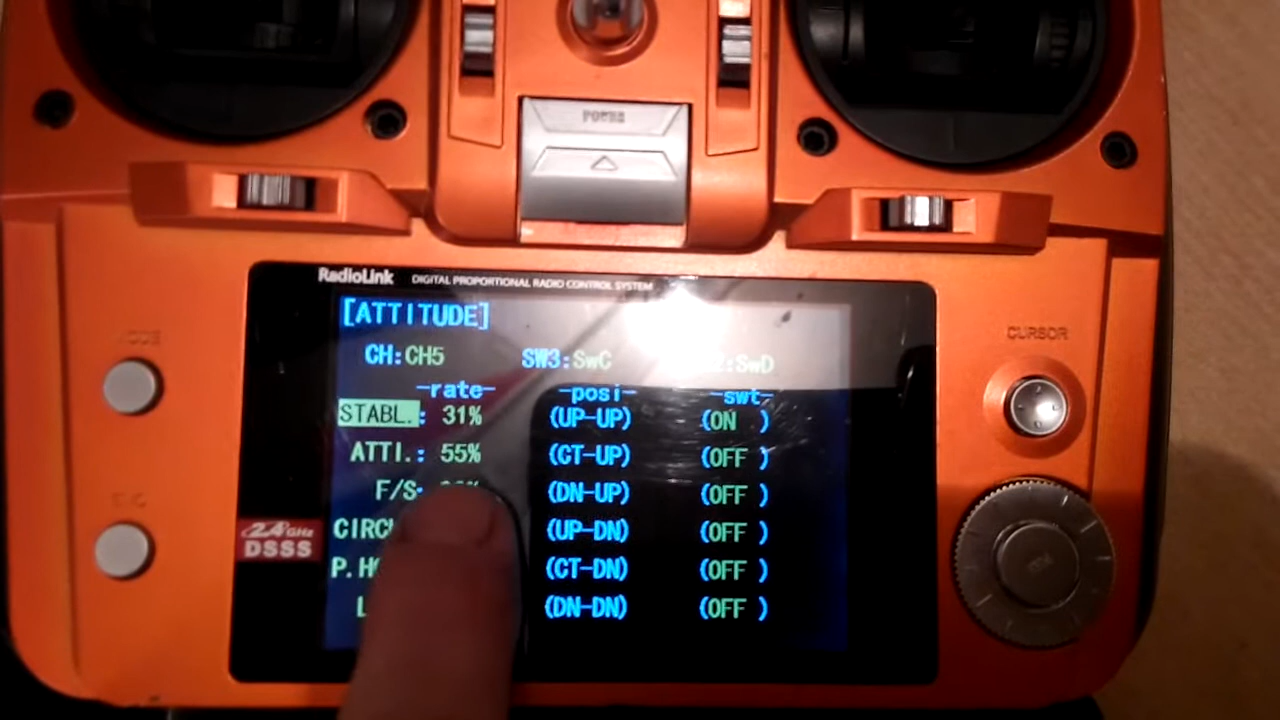 POWER
RadioLink DIGITAL PROPORTIONAL RADIO CONTROL SYSTEM
[ATTITUDE]
CH:CH5 SW3:SwC :SwD
-rate- -posi- -swt-
STABL.: 31% (UP-UP) (ON )
ATTI.: 55% (CT-UP) (OFF )
F/S: (DN-UP) (OFF )
(UP-DN) (OFF )
(CT-DN) (OFF )
(DN-DN) (OFF )
CURSOR
2.4GHz
DSSS